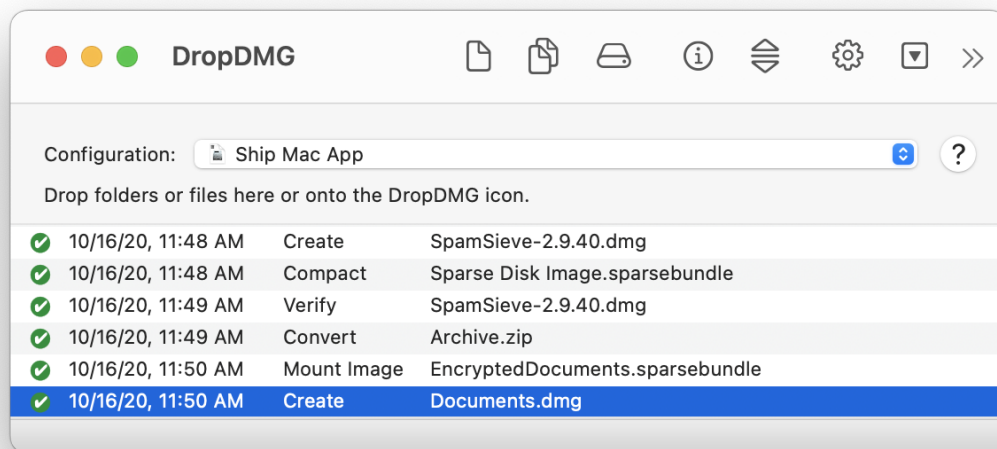 DropDMG
Configuration: Ship Mac App ?
Drop folders or files here or onto the DropDMG icon.
10/16/20, 11:48 AM Create SpamSieve-2.9.40.dmg
10/16/20, 11:48 AM Compact Sparse Disk Image.sparsebundle
10/16/20, 11:49 AM Verify SpamSieve-2.9.40.dmg
10/16/20, 11:49 AM Convert Archive.zip
10/16/20, 11:50 AM Mount Image EncryptedDocuments.sparsebundle
10/16/20, 11:50 AM Create Documents.dmg